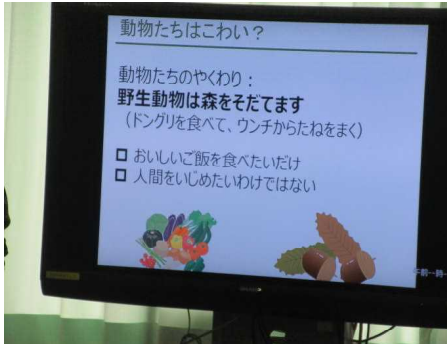 動物たちはこわい？
動物たちのやくわり：
野生動物は森をそだてます
（ドングリを食べて、ウンチからたねをまく）
□ おいしいご飯を食べたいだけ
□ 人間をいじめたいわけではない